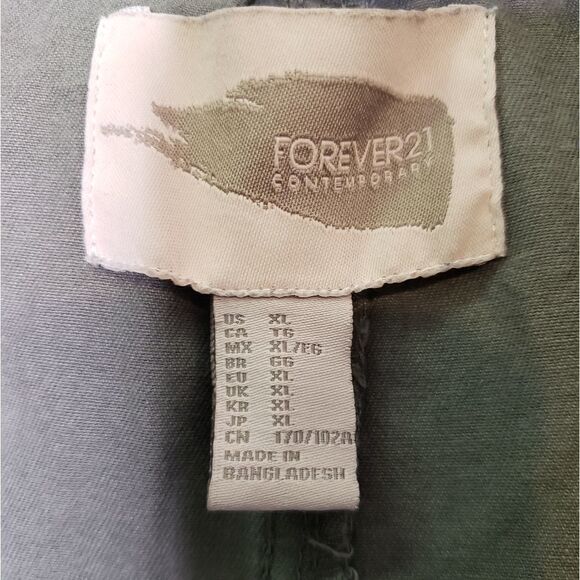 FOREVER21
CONTEMPORARY
US XL
CA TG
MX XL/EG
BR GG
EU XL
UK XL
KR XL
JP XL
CN 170/102A
MADE IN
BANGLADESH